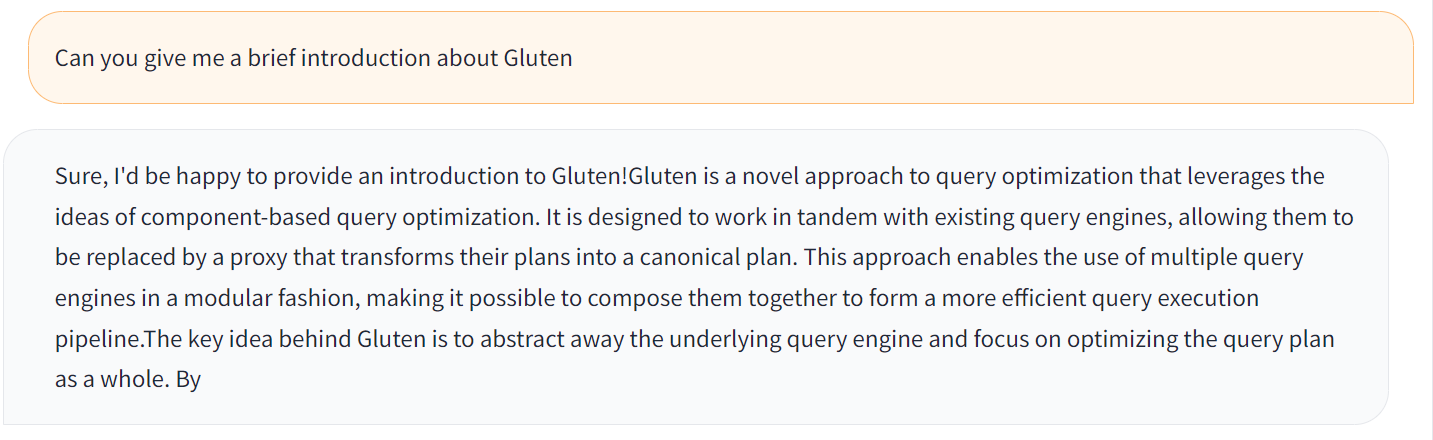 Can you give me a brief introduction about Gluten
Sure, I'd be happy to provide an introduction to Gluten!Gluten is a novel approach to query optimization that leverages the
ideas of component-based query optimization. It is designed to work in tandem with existing query engines, allowing them to
be replaced by a proxy that transforms their plans into a canonical plan. This approach enables the use of multiple query
engines in a modular fashion, making it possible to compose them together to form a more efficient query execution
pipeline.The key idea behind Gluten is to abstract away the underlying query engine and focus on optimizing the query plan
as a whole. By